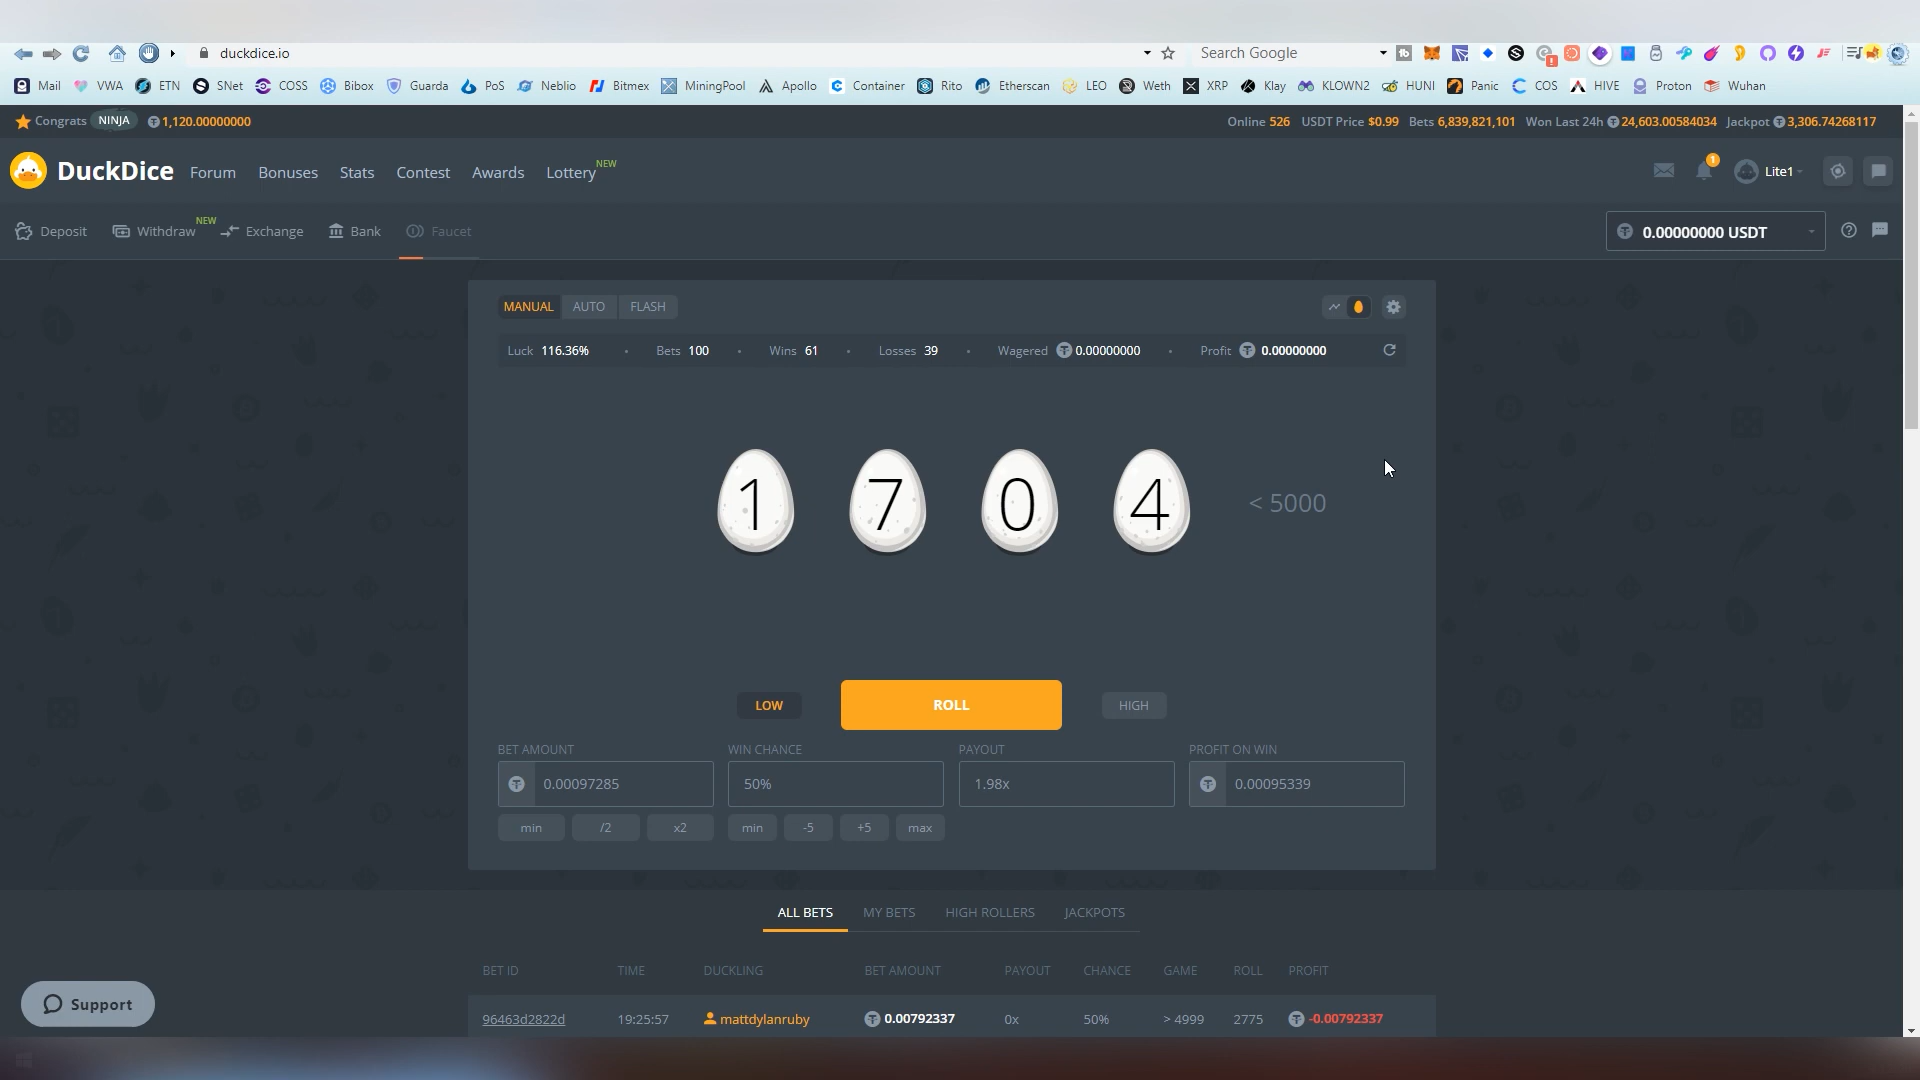 duckdice.io Search Google
Mail VWA ETN SNet COSS Bibox Guarda PoS Neblio Bitmex MiningPool Apollo Container Rito Etherscan LEO Weth XRP Klay KLOWN2 HUNI Panic COS HIVE Proton Wuhan
Congrats NINJA 1,120.00000000 Online 526 USDT Price $0.99 Bets 6,839,821,101 Won Last 24h 24,603.00584034 Jackpot 3,306.74268117
DuckDice Forum Bonuses Stats Contest Awards Lottery NEW 1 Lite1
Deposit Withdraw NEW Exchange Bank Faucet 0.00000000 USDT
MANUAL AUTO FLASH
Luck 116.36% Bets 100 Wins 61 Losses 39 Wagered 0.00000000 Profit 0.00000000
1 7 0 4 < 5000
LOW ROLL HIGH
BET AMOUNT WIN CHANCE PAYOUT PROFIT ON WIN
0.00097285 50% 1.98x 0.00095339
min /2 x2 min -5 +5 max
ALL BETS MY BETS HIGH ROLLERS JACKPOTS
BET ID TIME DUCKLING BET AMOUNT PAYOUT CHANCE GAME ROLL PROFIT
96463d2822d 19:25:57 mattdylanruby 0.00792337 0x 50% > 4999 2775 -0.00792337
Support